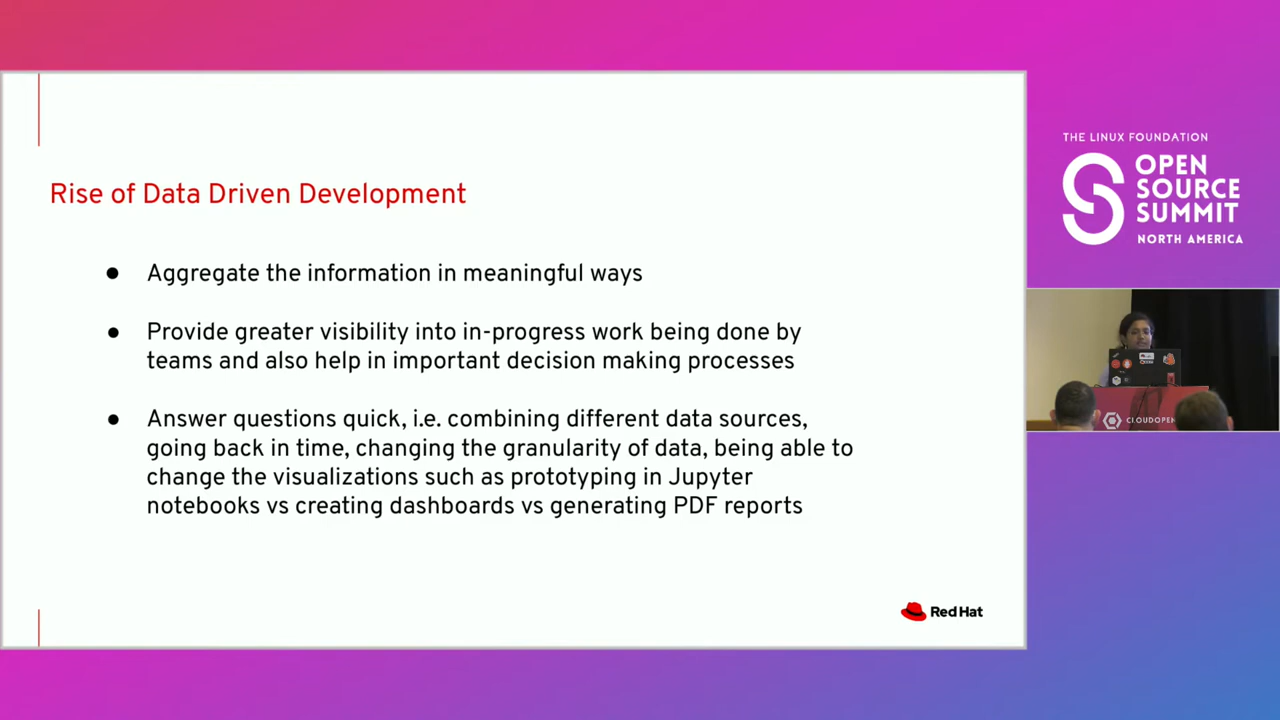 Rise of Data Driven Development
● Aggregate the information in meaningful ways
● Provide greater visibility into in-progress work being done by
teams and also help in important decision making processes
● Answer questions quick, i.e. combining different data sources,
going back in time, changing the granularity of data, being able to
change the visualizations such as prototyping in Jupyter
notebooks vs creating dashboards vs generating PDF reports
Red Hat
THE LINUX FOUNDATION
OPEN
SOURCE
SUMMIT
NORTH AMERICA
CLOUDOPEN